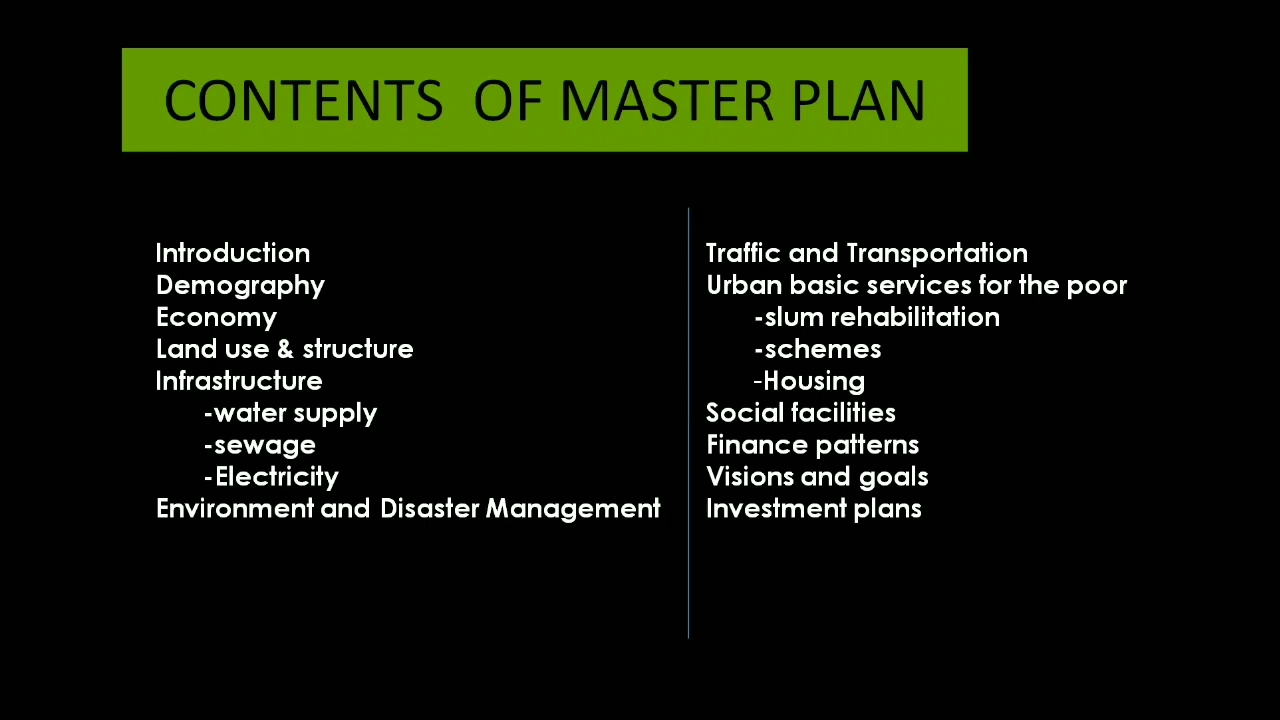 CONTENTS OF MASTER PLAN
Introduction
Demography
Economy
Land use & structure
Infrastructure
-water supply
-sewage
-Electricity
Environment and Disaster Management
Traffic and Transportation
Urban basic services for the poor
-slum rehabilitation
-schemes
-Housing
Social facilities
Finance patterns
Visions and goals
Investment plans